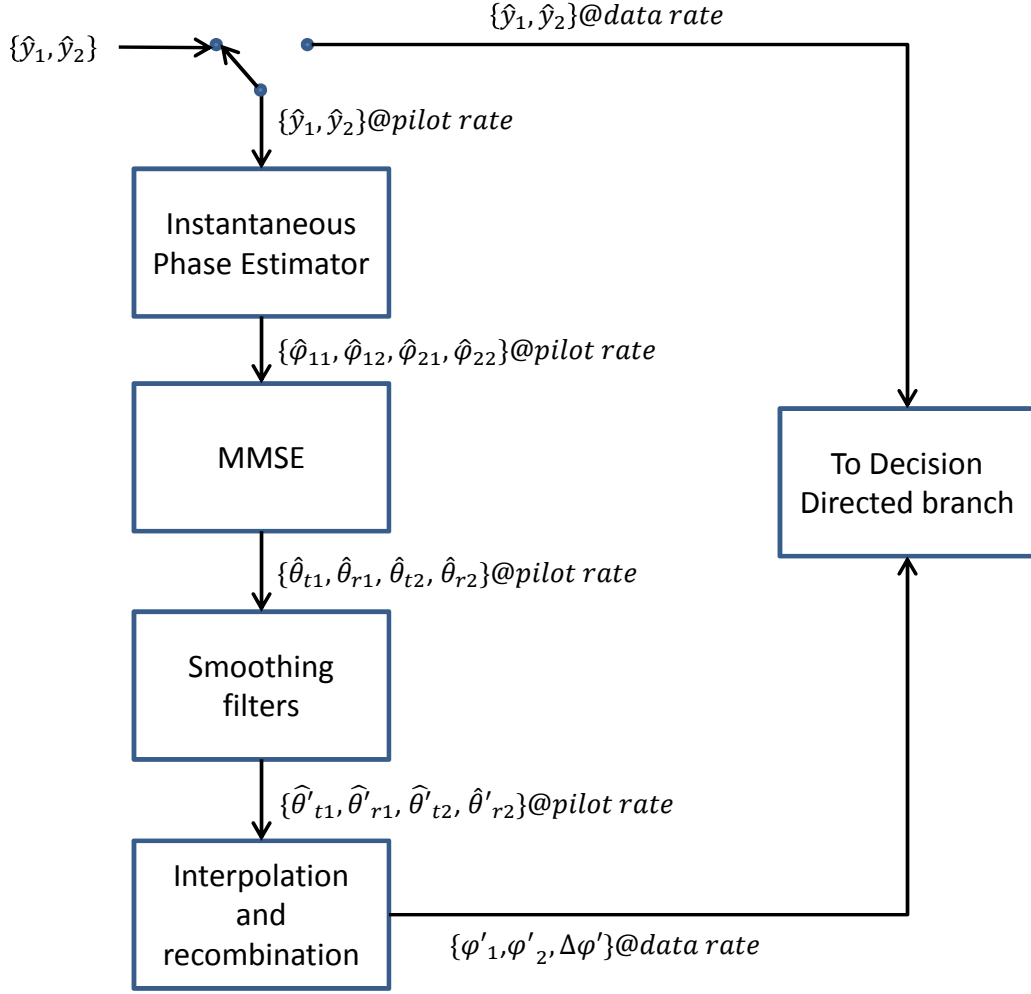 {ŷ₁, ŷ₂}@data rate
{ŷ₁, ŷ₂}
{ŷ₁, ŷ₂}@pilot rate
Instantaneous
Phase Estimator
{φ̂₁₁, φ̂₁₂, φ̂₂₁, φ̂₂₂}@pilot rate
MMSE
To Decision
Directed branch
{θ̂ₜ₁, θ̂ᵣ₁, θ̂ₜ₂, θ̂ᵣ₂}@pilot rate
Smoothing
filters
{θ̂'ₜ₁, θ̂'ᵣ₁, θ̂'ₜ₂, θ̂'ᵣ₂}@pilot rate
Interpolation
and
recombination
{φ'₁,φ'₂, Δφ'}@data rate